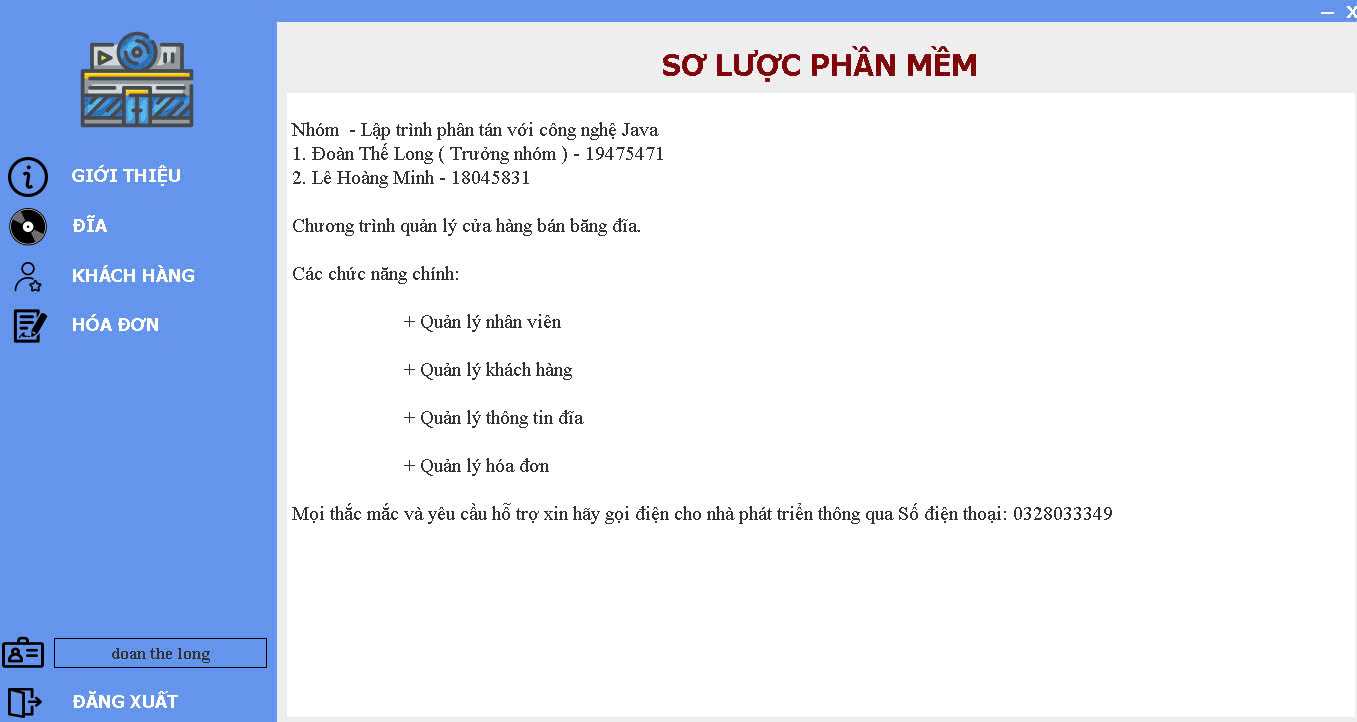 — X
SƠ LƯỢC PHẦN MỀM
GIỚI THIỆU
ĐĨA
KHÁCH HÀNG
HÓA ĐƠN
doan the long
ĐĂNG XUẤT
Nhóm  - Lập trình phân tán với công nghệ Java
1. Đoàn Thế Long ( Trưởng nhóm ) - 19475471
2. Lê Hoàng Minh - 18045831
Chương trình quản lý cửa hàng bán băng đĩa.
Các chức năng chính:
+ Quản lý nhân viên
+ Quản lý khách hàng
+ Quản lý thông tin đĩa
+ Quản lý hóa đơn
Mọi thắc mắc và yêu cầu hỗ trợ xin hãy gọi điện cho nhà phát triển thông qua Số điện thoại: 0328033349